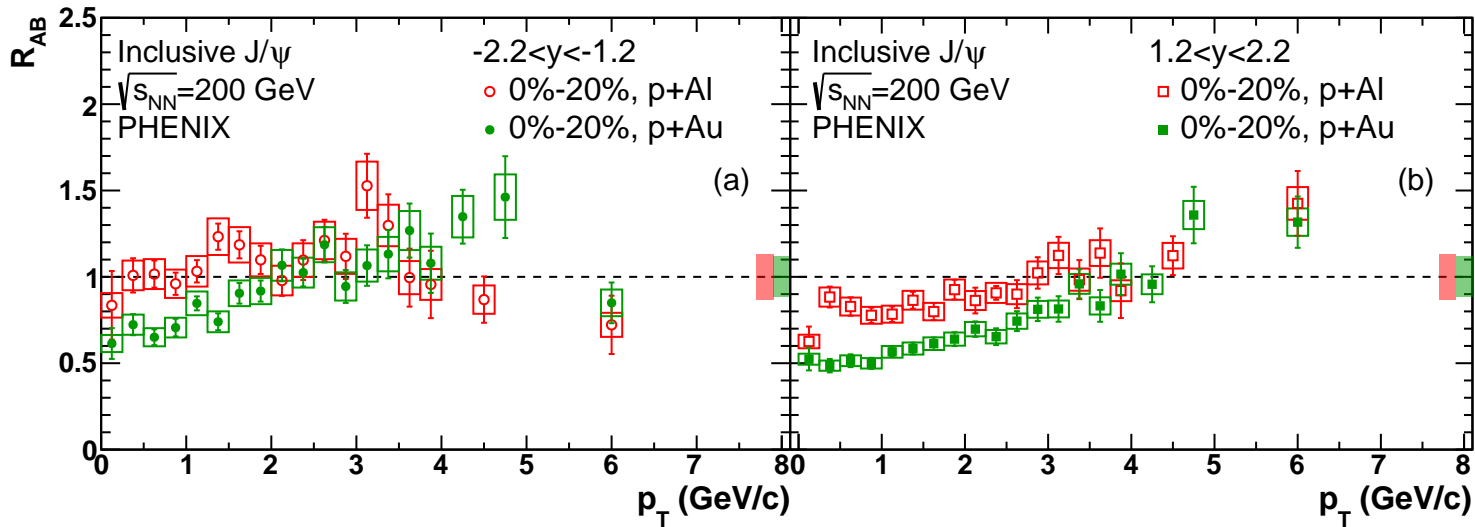 R_AB
2.5
2
1.5
1
0.5
0
Inclusive J/ψ
√s_NN=200 GeV
PHENIX
-2.2<y<-1.2
0%-20%, p+Al
0%-20%, p+Au
(a)
0 1 2 3 4 5 6 7 8
p_T (GeV/c)
Inclusive J/ψ
√s_NN=200 GeV
PHENIX
1.2<y<2.2
0%-20%, p+Al
0%-20%, p+Au
(b)
0 1 2 3 4 5 6 7 8
p_T (GeV/c)